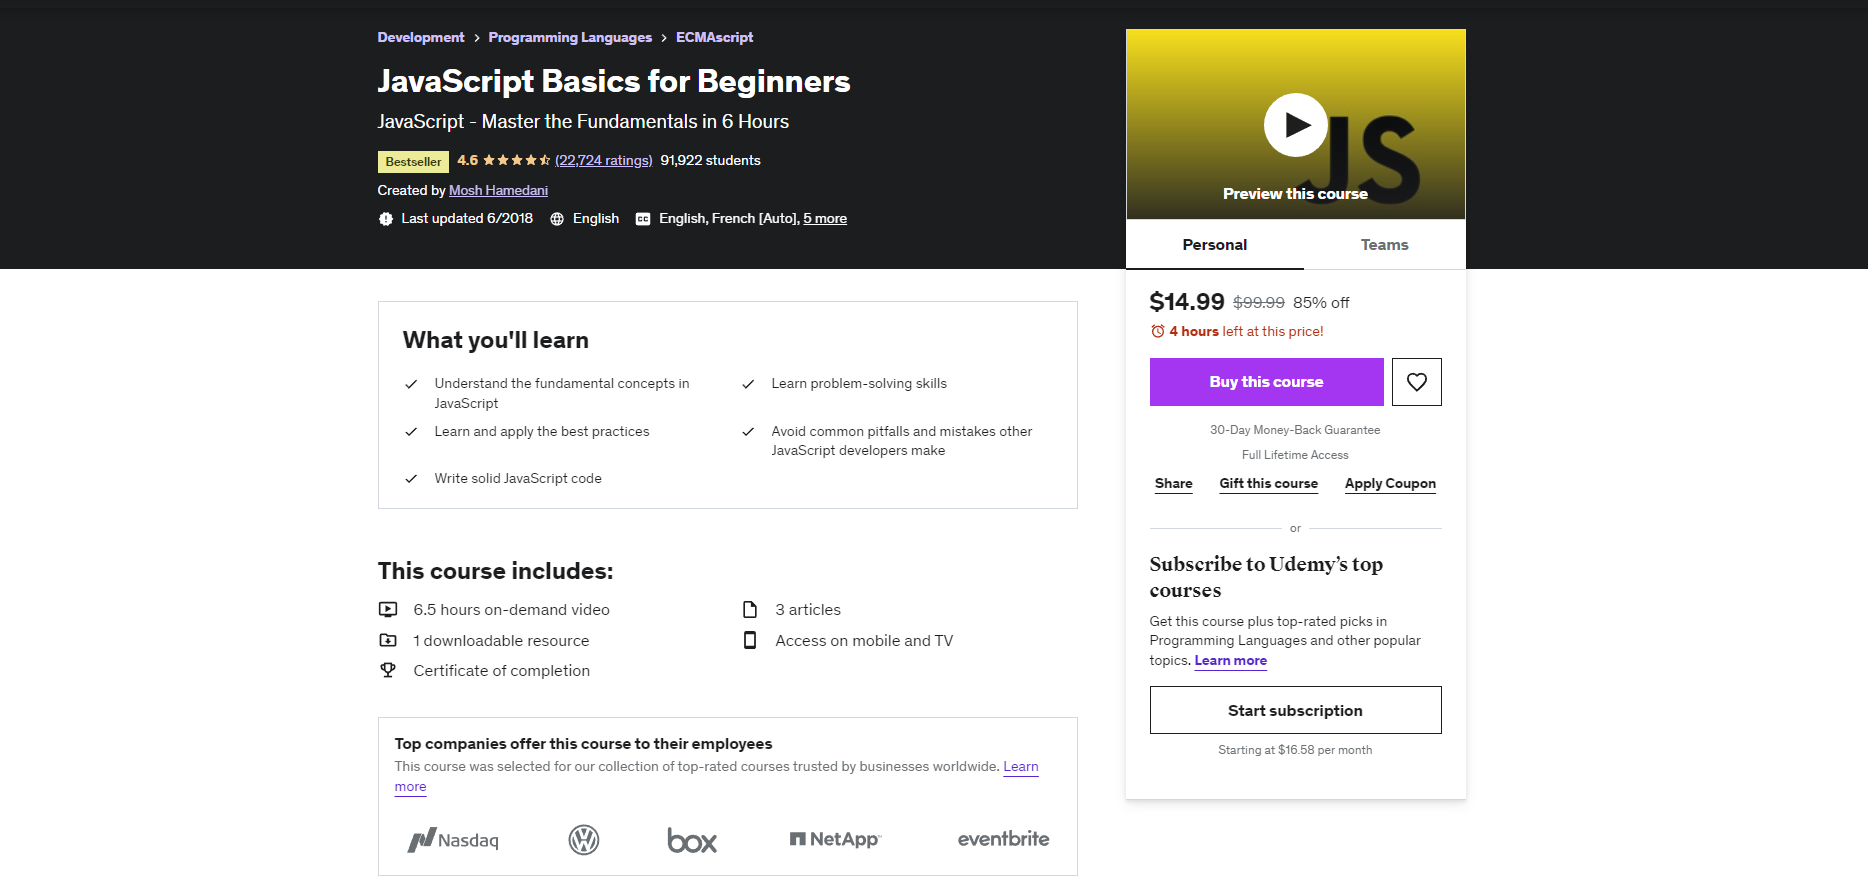 Development > Programming Languages > ECMAscript
JavaScript Basics for Beginners
JavaScript - Master the Fundamentals in 6 Hours
Bestseller 4.6 (22,724 ratings) 91,922 students
Created by Mosh Hamedani
Last updated 6/2018 English CC English, French [Auto], 5 more
JS
Preview this course
Personal Teams
$14.99 $99.99 85% off
4 hours left at this price!
Buy this course
30-Day Money-Back Guarantee
Full Lifetime Access
Share Gift this course Apply Coupon
or
Subscribe to Udemy’s top
courses
Get this course plus top-rated picks in
Programming Languages and other popular
topics. Learn more
Start subscription
Starting at $16.58 per month
What you'll learn
Understand the fundamental concepts in
JavaScript
Learn problem-solving skills
Learn and apply the best practices
Avoid common pitfalls and mistakes other
JavaScript developers make
Write solid JavaScript code
This course includes:
6.5 hours on-demand video
3 articles
1 downloadable resource
Access on mobile and TV
Certificate of completion
Top companies offer this course to their employees
This course was selected for our collection of top-rated courses trusted by businesses worldwide. Learn
more
Nasdaq VW box NetApp eventbrite